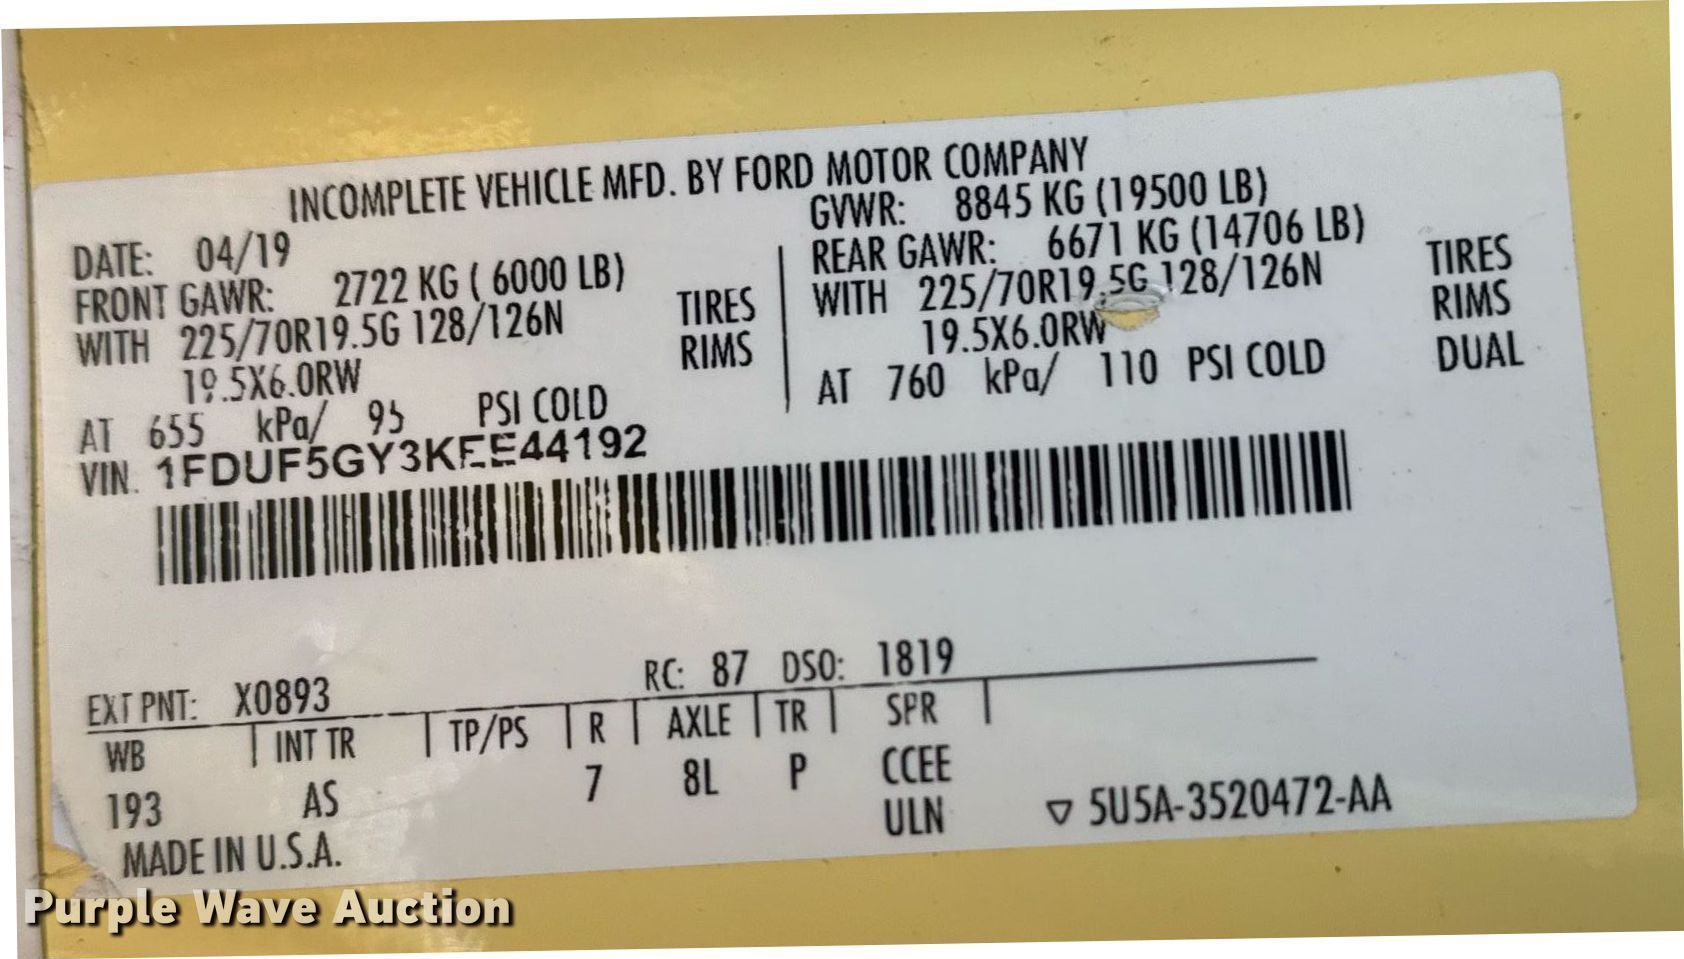 INCOMPLETE VEHICLE MFD. BY FORD MOTOR COMPANY
DATE: 04/19
GVWR: 8845 KG (19500 LB)
FRONT GAWR: 2722 KG ( 6000 LB)
REAR GAWR: 6671 KG (14706 LB)
WITH 225/70R19.5G 128/126N TIRES
WITH 225/70R19.5G 128/126N TIRES
19.5X6.0RW RIMS
19.5X6.0RW RIMS
AT 655 kPa/ 95 PSI COLD
AT 760 kPa/ 110 PSI COLD DUAL
VIN: 1FDUF5GY3KEE44192
EXT PNT: X0893 RC: 87 DSO: 1819
WB INT TR TP/PS R AXLE TR SPR
193 AS 7 8L P CCEE
ULN ▽ 5U5A-3520472-AA
MADE IN U.S.A.
Purple Wave Auction